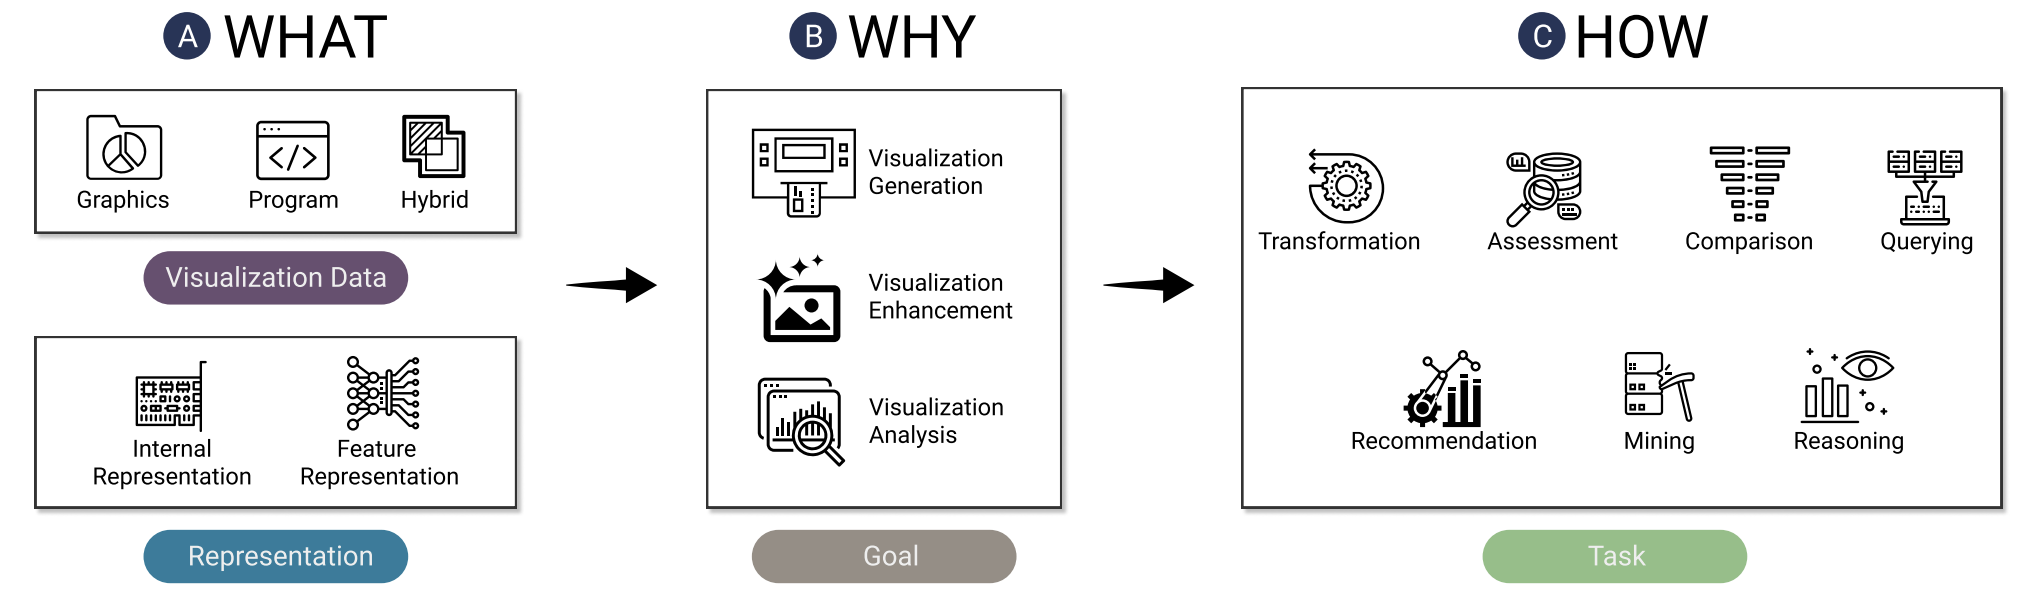 A WHAT
Graphics
Program
Hybrid
Visualization Data
Internal
Representation
Feature
Representation
Representation
B WHY
Visualization
Generation
Visualization
Enhancement
Visualization
Analysis
Goal
C HOW
Transformation
Assessment
Comparison
Querying
Recommendation
Mining
Reasoning
Task